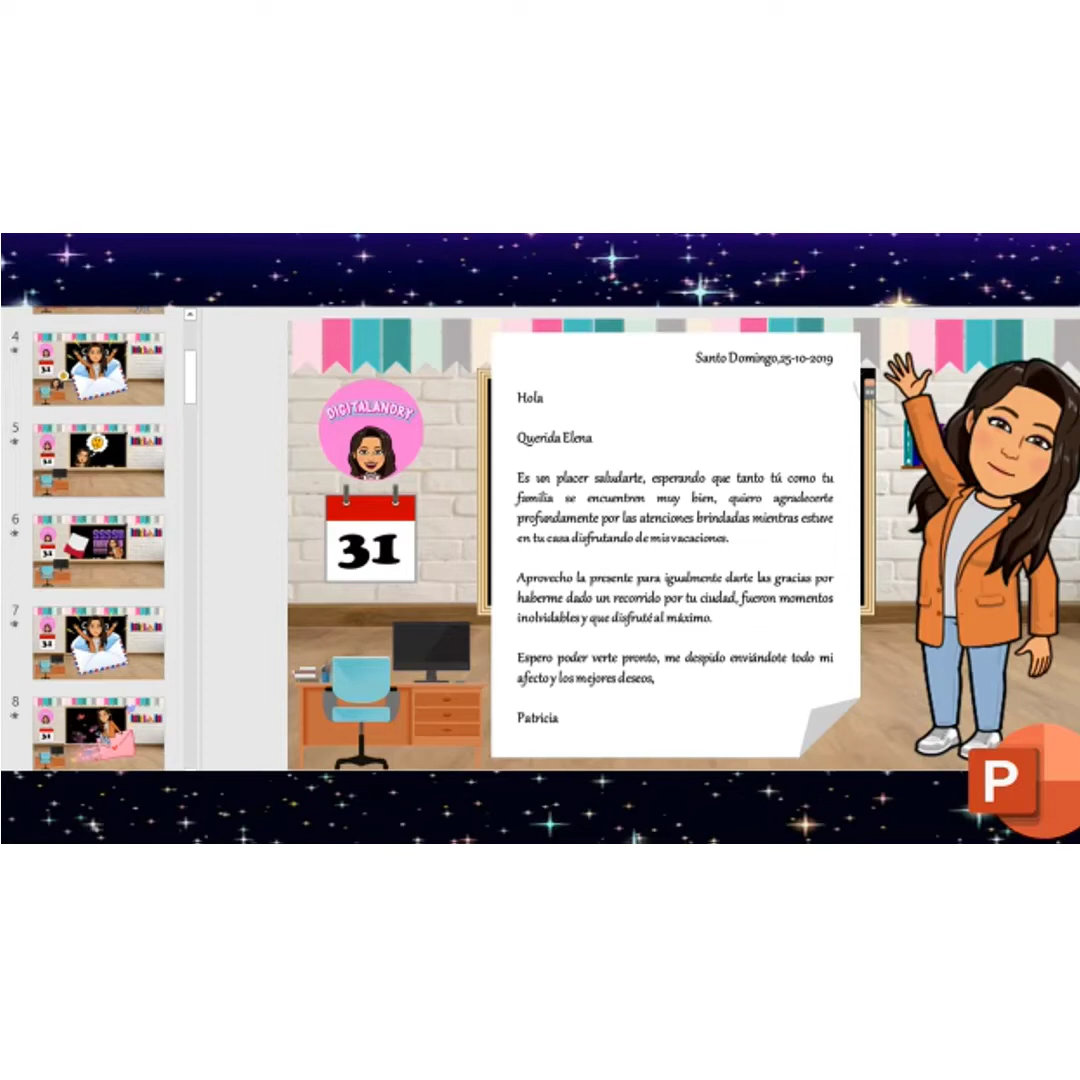 4
5
6
7
8
DIGITALANDRY
31
Santo Domingo,25-10-2019
Hola
Querida Elena
Es un placer saludarte, esperando que tanto tú como tu
familia se encuentren muy bien, quiero agradecerte
profundamente por las atenciones brindadas mientras estuve
en tu casa disfrutando de mis vacaciones.
Aprovecho la presente para igualmente darte las gracias por
haberme dado un recorrido por tu ciudad, fueron momentos
inolvidables y que disfruté al máximo.
Espero poder verte pronto, me despido enviándote todo mi
afecto y los mejores deseos,
Patricia
P